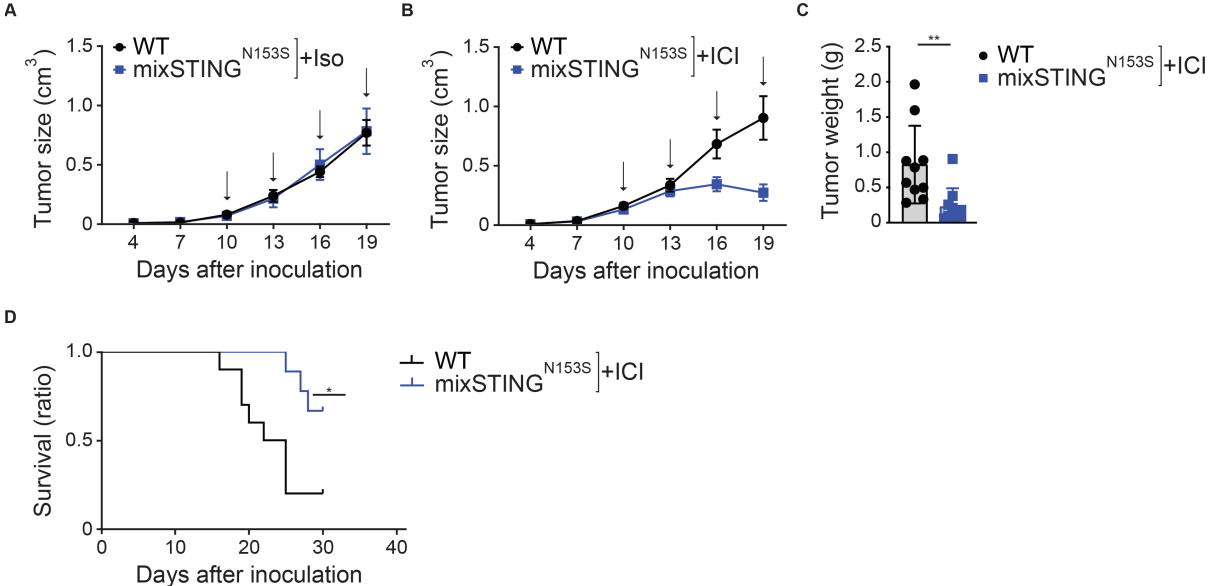 A
1.5
1.0
0.5
0
Tumor size (cm3)
WT
mixSTINGN153S
+Iso
4 7 10 13 16 19
Days after inoculation
B
1.5
1.0
0.5
0
Tumor size (cm3)
WT
mixSTINGN153S
+ICI
4 7 10 13 16 19
Days after inoculation
C
2.5
2.0
1.5
1.0
0.5
0
Tumor weight (g)
**
WT
mixSTINGN153S
+ICI
D
1.0
0.5
0
Survival (ratio)
*
WT
mixSTINGN153S
+ICI
0 10 20 30 40
Days after inoculation